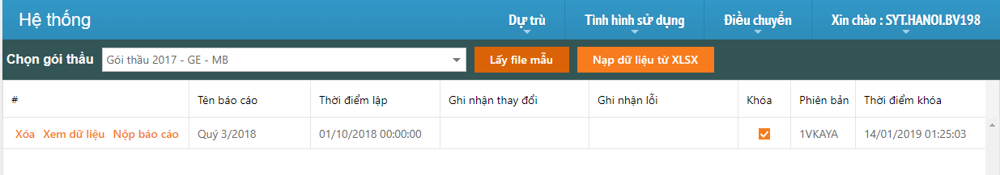 Hệ thống Dự trù Tình hình sử dụng Điều chuyển Xin chào : SYT.HANOI.BV198
Chọn gói thầu Gói thầu 2017 - GE - MB Lấy file mẫu Nạp dữ liệu từ XLSX
# Tên báo cáo Thời điểm lập Ghi nhận thay đổi Ghi nhận lỗi Khóa Phiên bản Thời điểm khóa
Xóa Xem dữ liệu Nộp báo cáo Quý 3/2018 01/10/2018 00:00:00 1VKAYA 14/01/2019 01:25:03